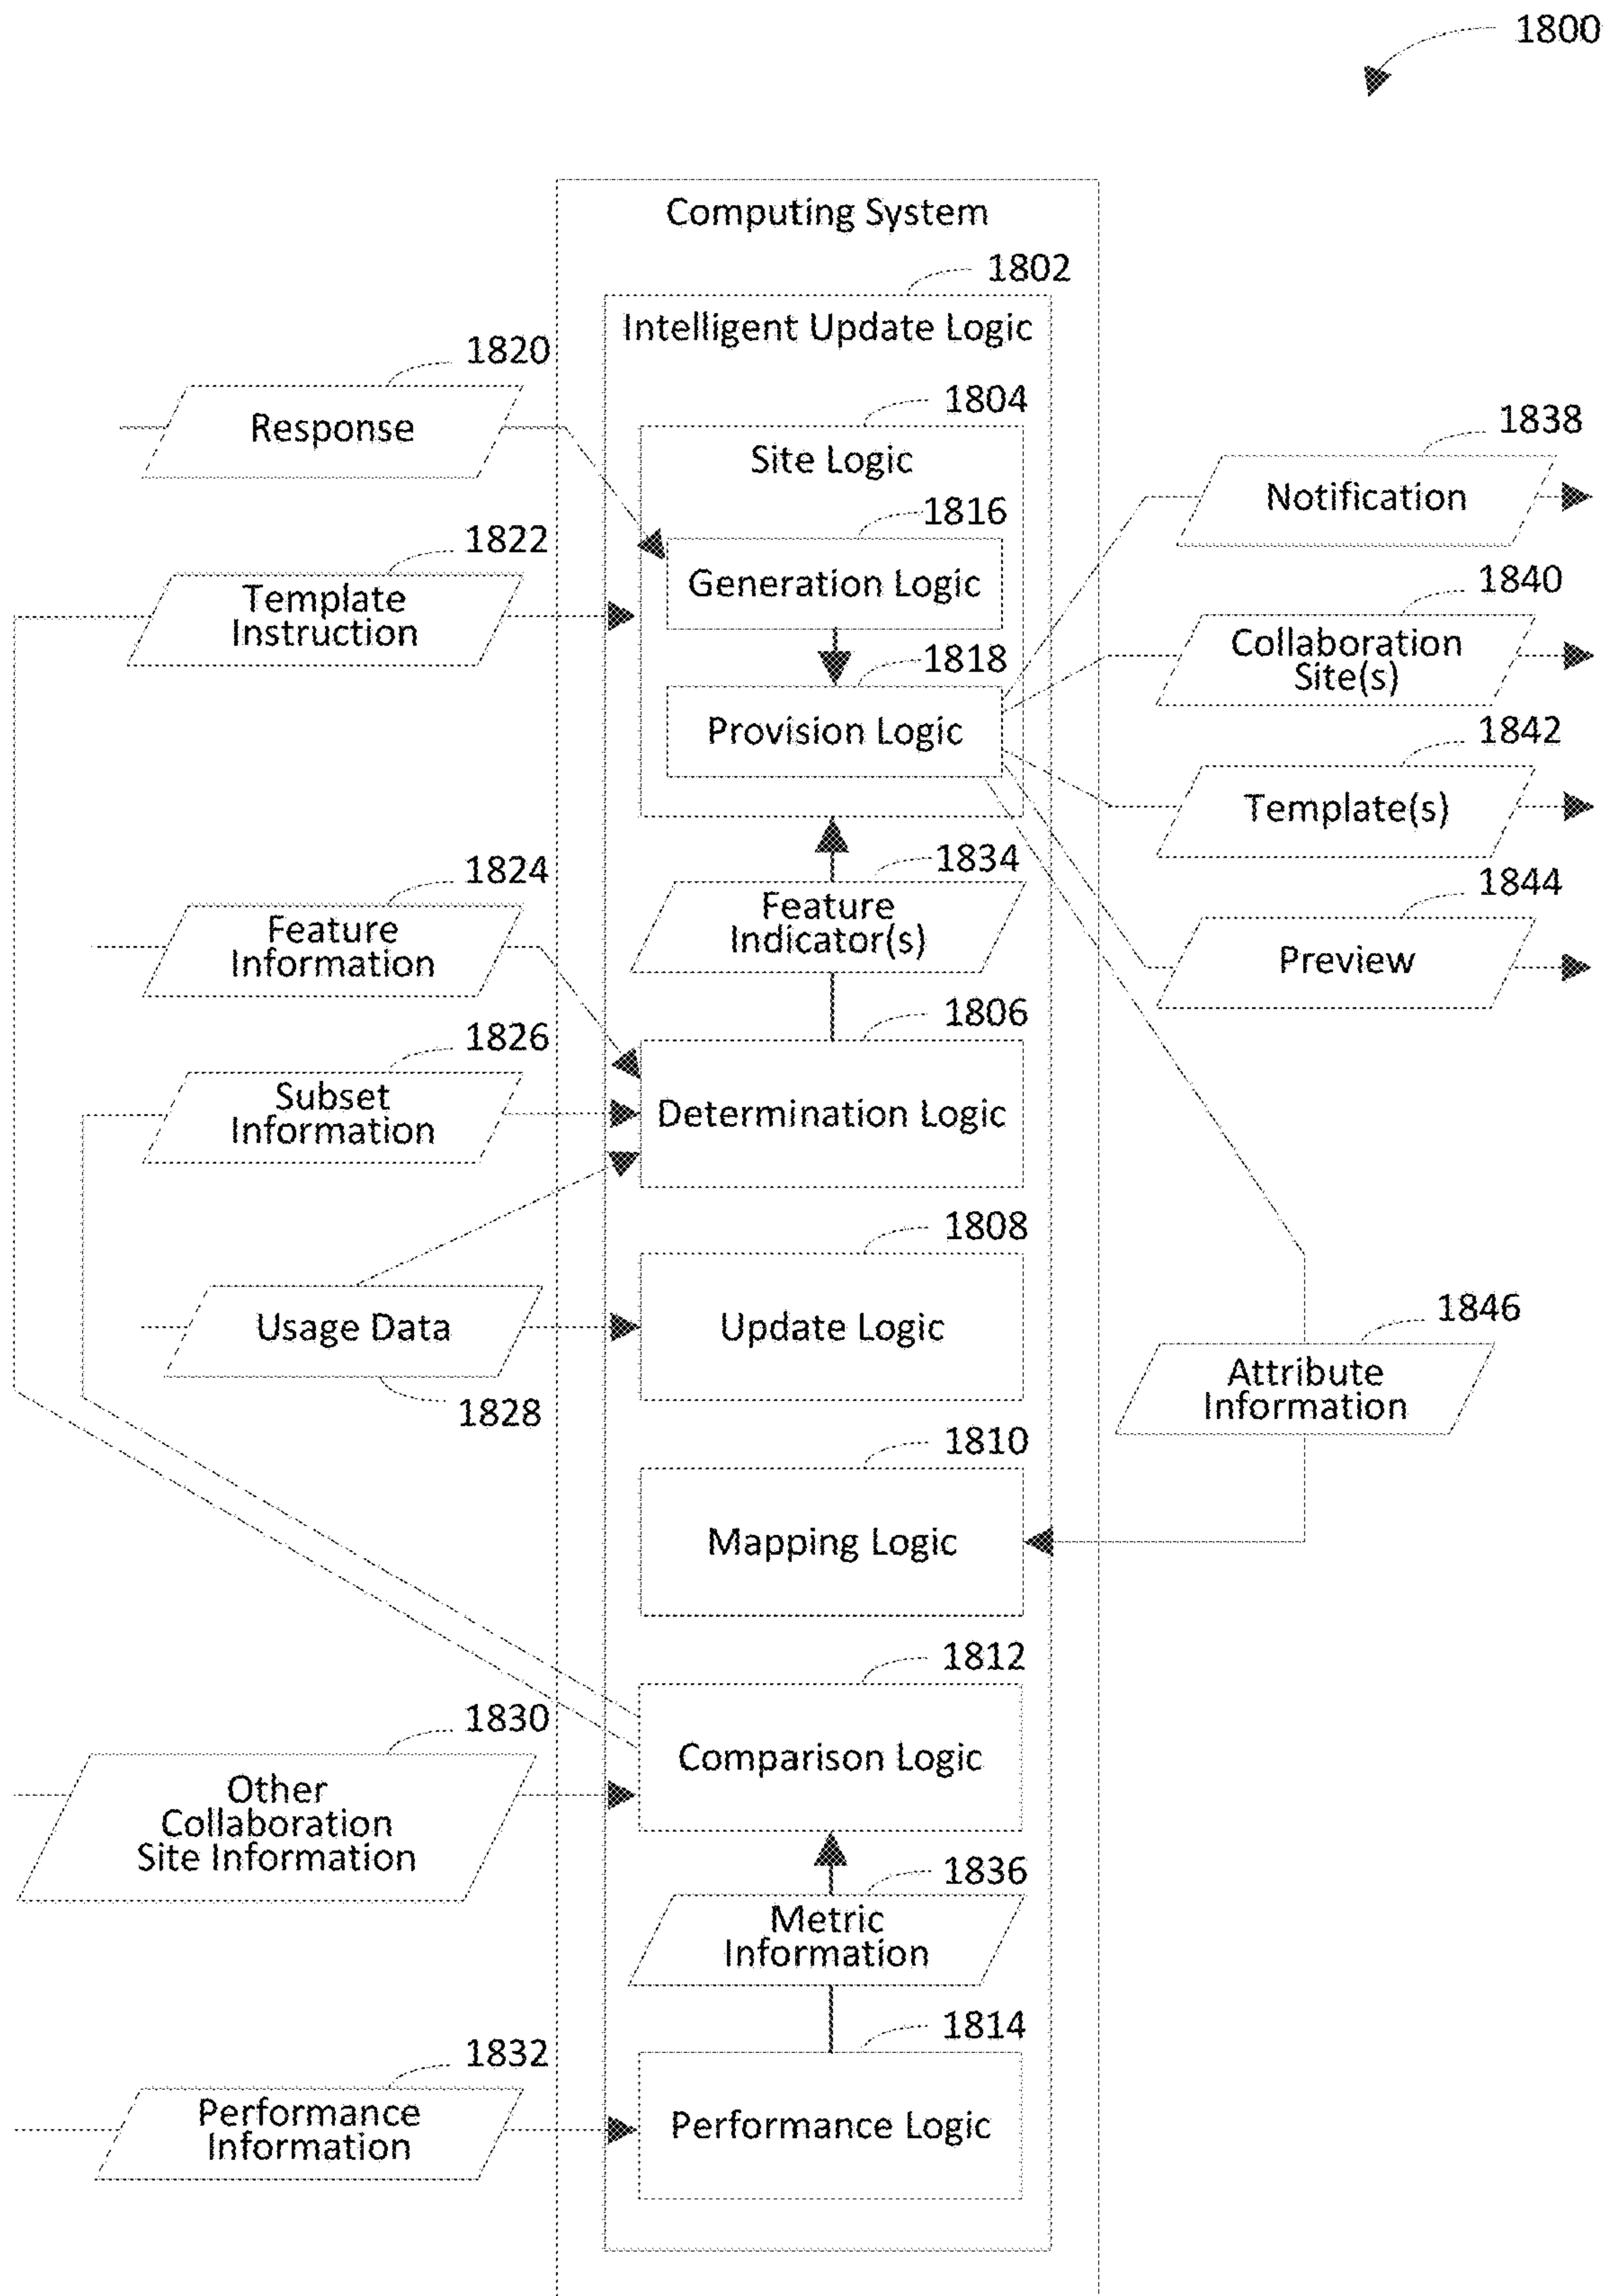 1800
Computing System
1802
Intelligent Update Logic
1820
Response
1804
Site Logic
1838
Notification
1816
Generation Logic
1822
Template
Instruction
1840
Collaboration
Site(s)
1818
Provision Logic
1842
Template(s)
1834
Feature
Indicator(s)
1824
Feature
Information
1844
Preview
1806
Determination Logic
1826
Subset
Information
1808
Update Logic
Usage Data
1828
1846
Attribute
Information
1810
Mapping Logic
1812
Comparison Logic
1830
Other
Collaboration
Site Information
1836
Metric
Information
1814
Performance Logic
1832
Performance
Information